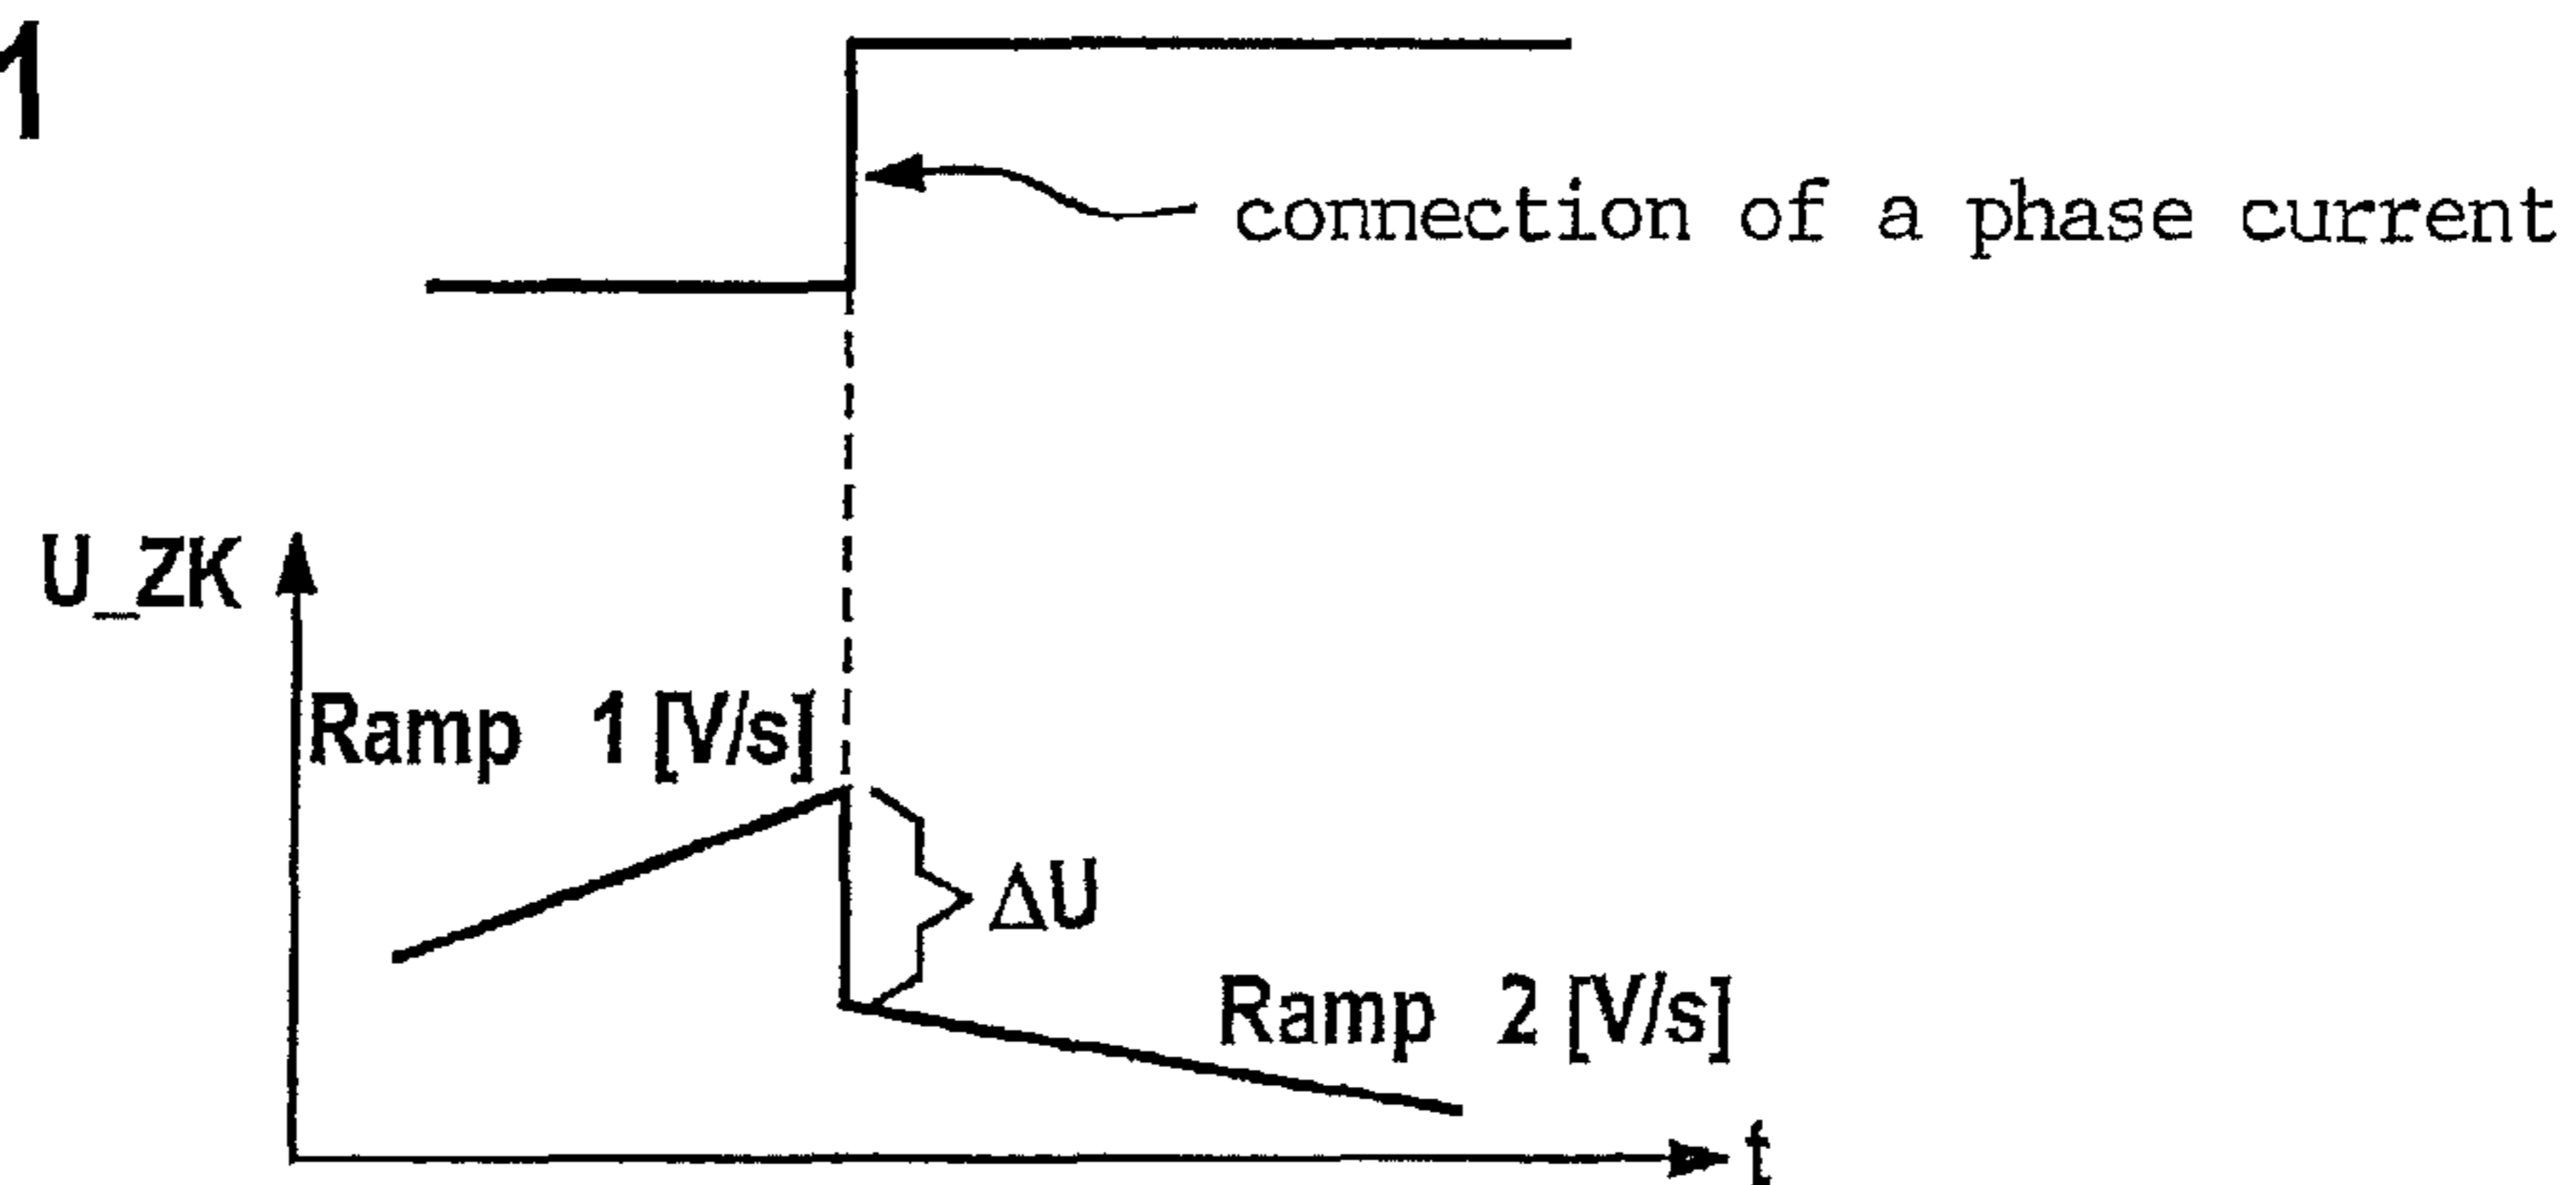 1
connection of a phase current
U_ZK
Ramp 1 [V/s]
ΔU
Ramp 2 [V/s]
t